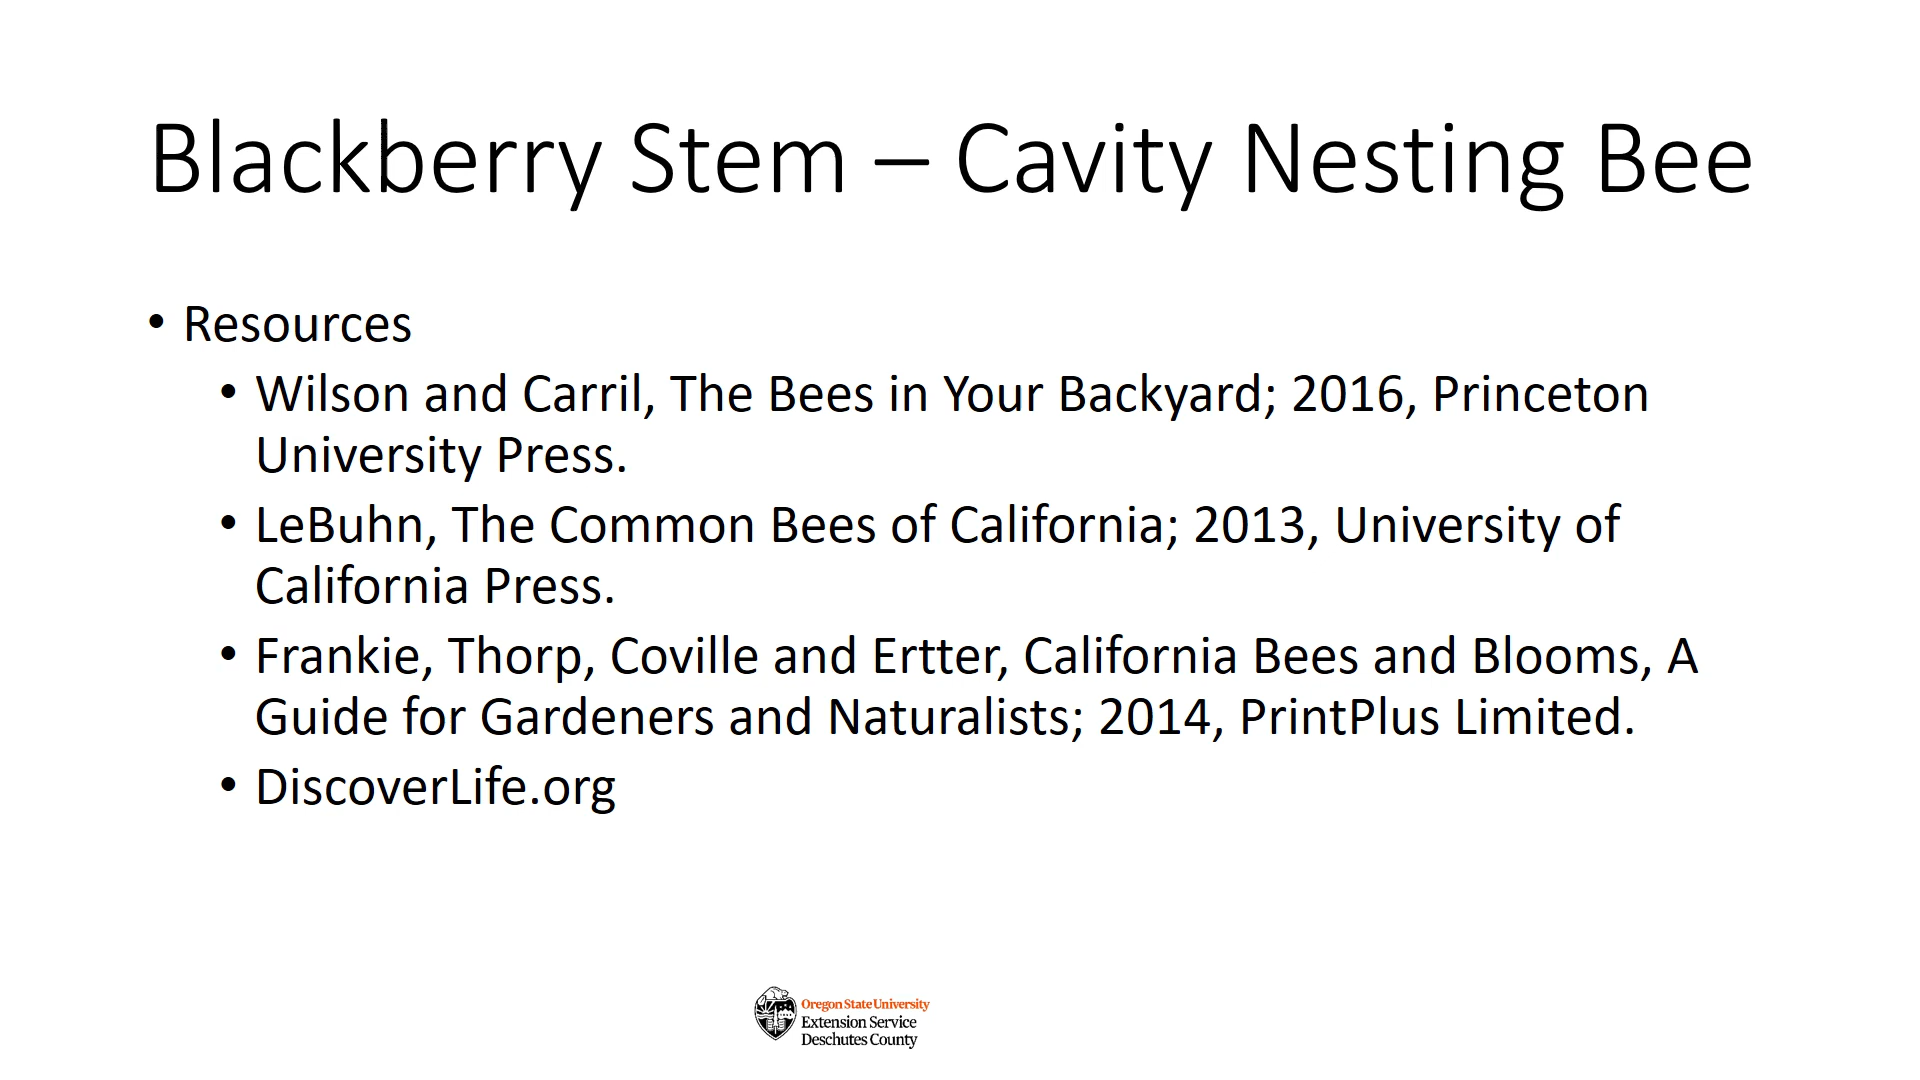 Blackberry Stem – Cavity Nesting Bee
• Resources
• Wilson and Carril, The Bees in Your Backyard; 2016, Princeton
University Press.
• LeBuhn, The Common Bees of California; 2013, University of
California Press.
• Frankie, Thorp, Coville and Ertter, California Bees and Blooms, A
Guide for Gardeners and Naturalists; 2014, PrintPlus Limited.
• DiscoverLife.org
Oregon State University
Extension Service
Deschutes County